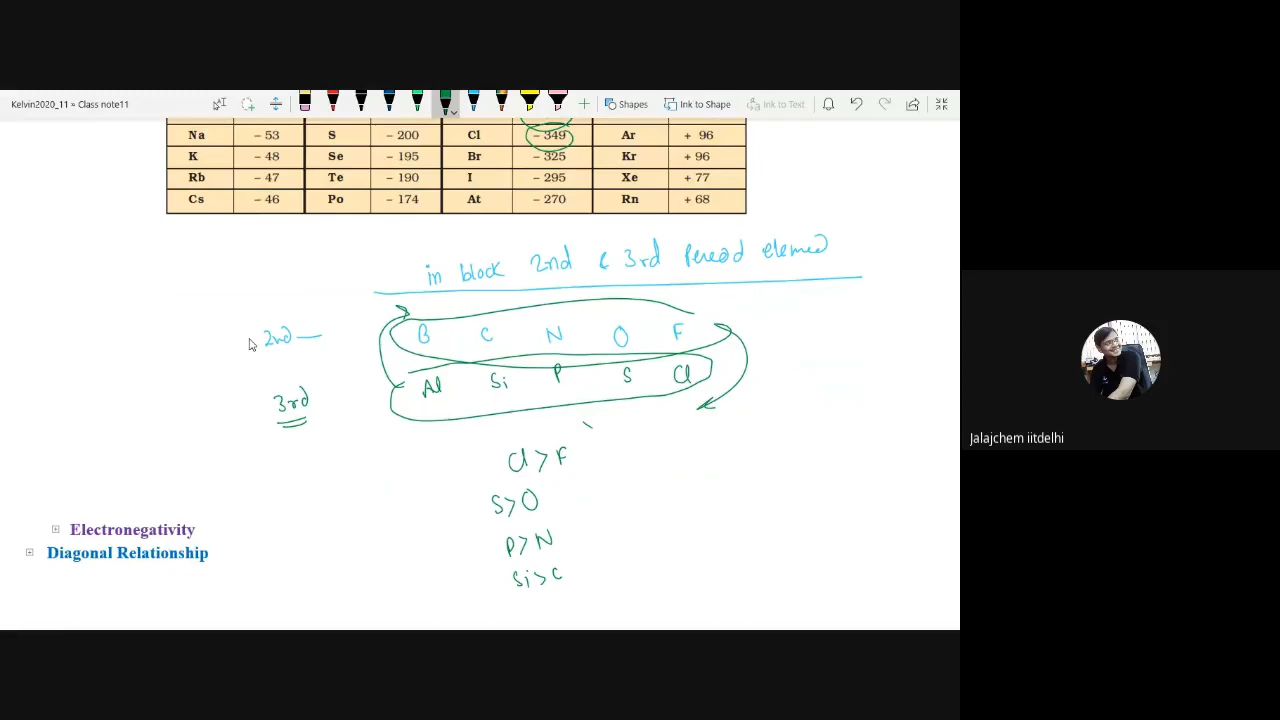 Kelvin2020_11 » Class note11
Shapes
Ink to Shape
Ink to Text
Na – 53 S – 200 Cl – 349 Ar + 96
K – 48 Se – 195 Br – 325 Kr + 96
Rb – 47 Te – 190 I – 295 Xe + 77
Cs – 46 Po – 174 At – 270 Rn + 68
in block 2nd & 3rd Peread elemed
2nd — B C N O F
3rd Al Si P S Cl
Cl > F
S > O
P > N
Si > C
Electronegativity
Diagonal Relationship
Jalajchem iitdelhi